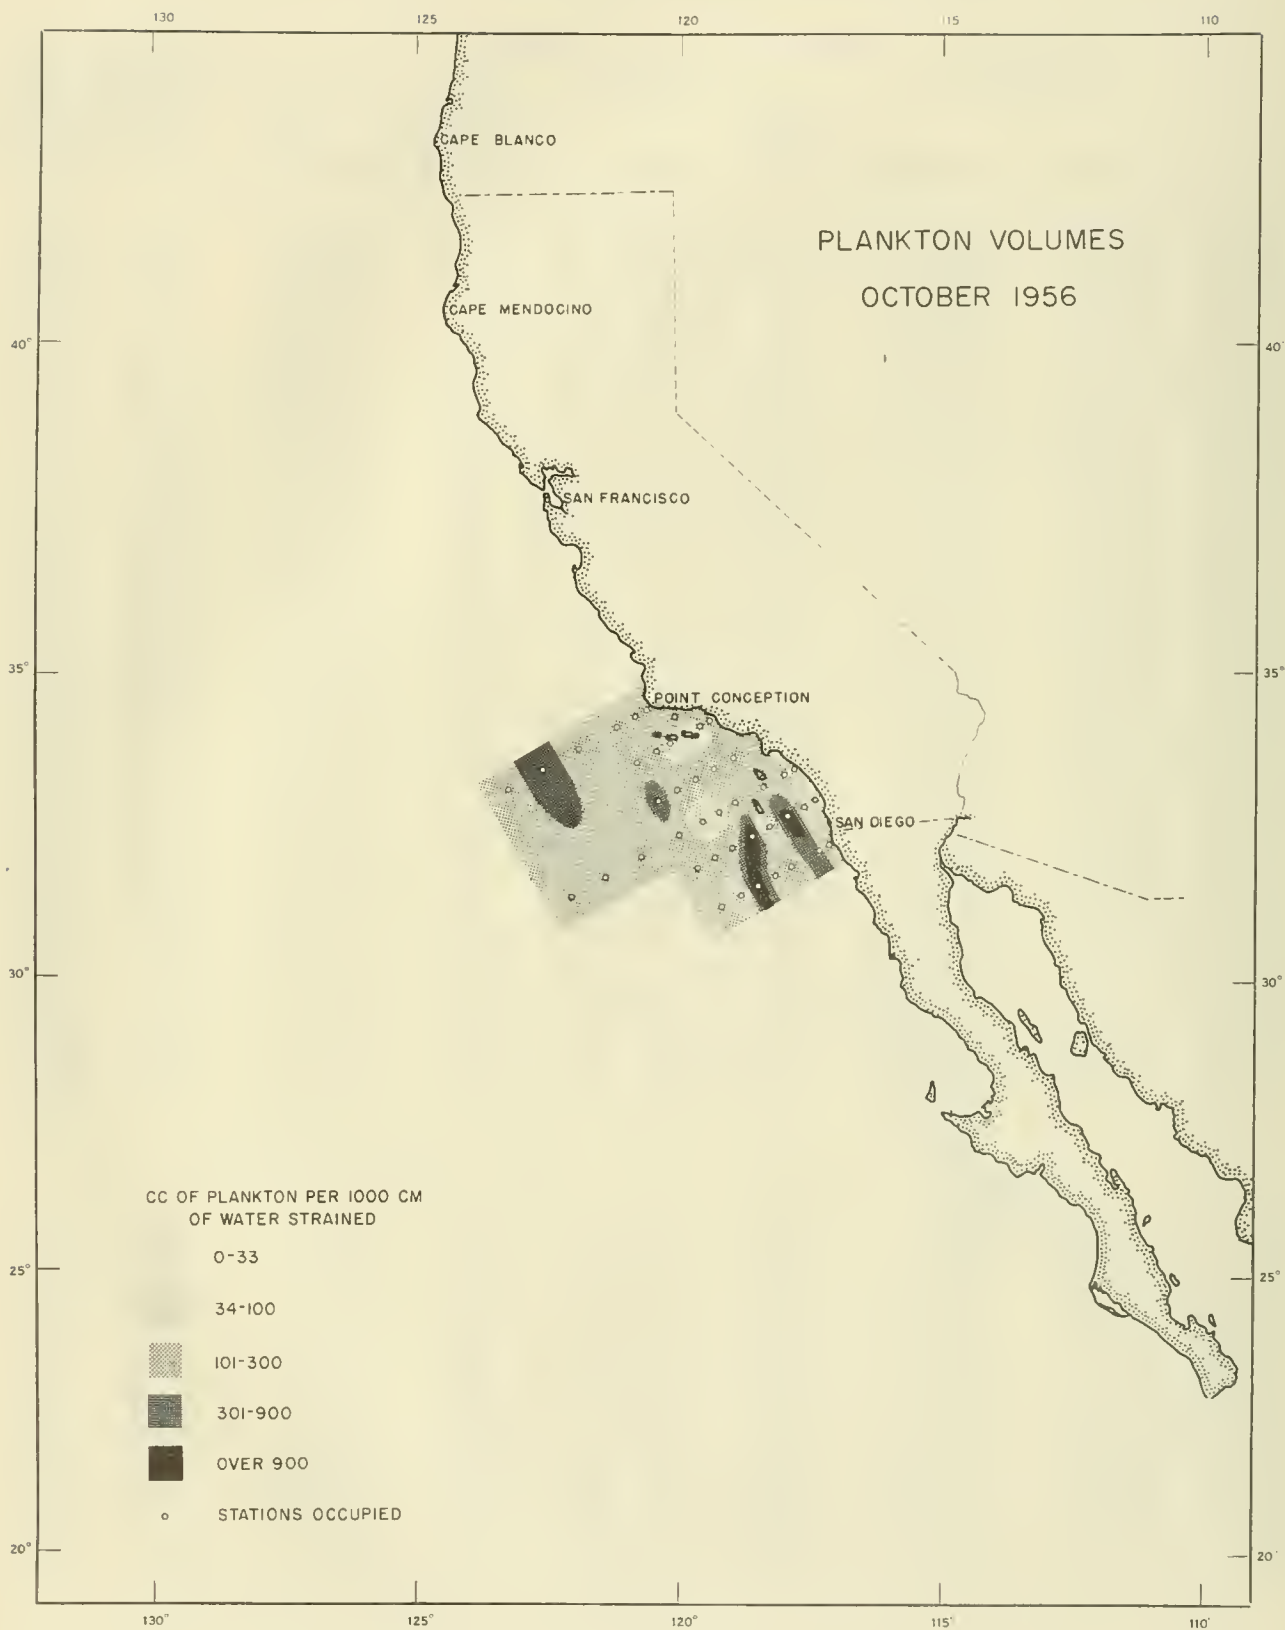 130 125 120 115 110
CAPE BLANCO
PLANKTON VOLUMES
OCTOBER 1956
CAPE MENDOCINO
40° 40°
SAN FRANCISCO
35° 35°
POINT CONCEPTION
SAN DIEGO
30° 30°
CC OF PLANKTON PER 1000 CM
OF WATER STRAINED
0-33
25° 25°
34-100
101-300
301-900
OVER 900
STATIONS OCCUPIED
20° 20°
130° 125° 120° 115° 110°